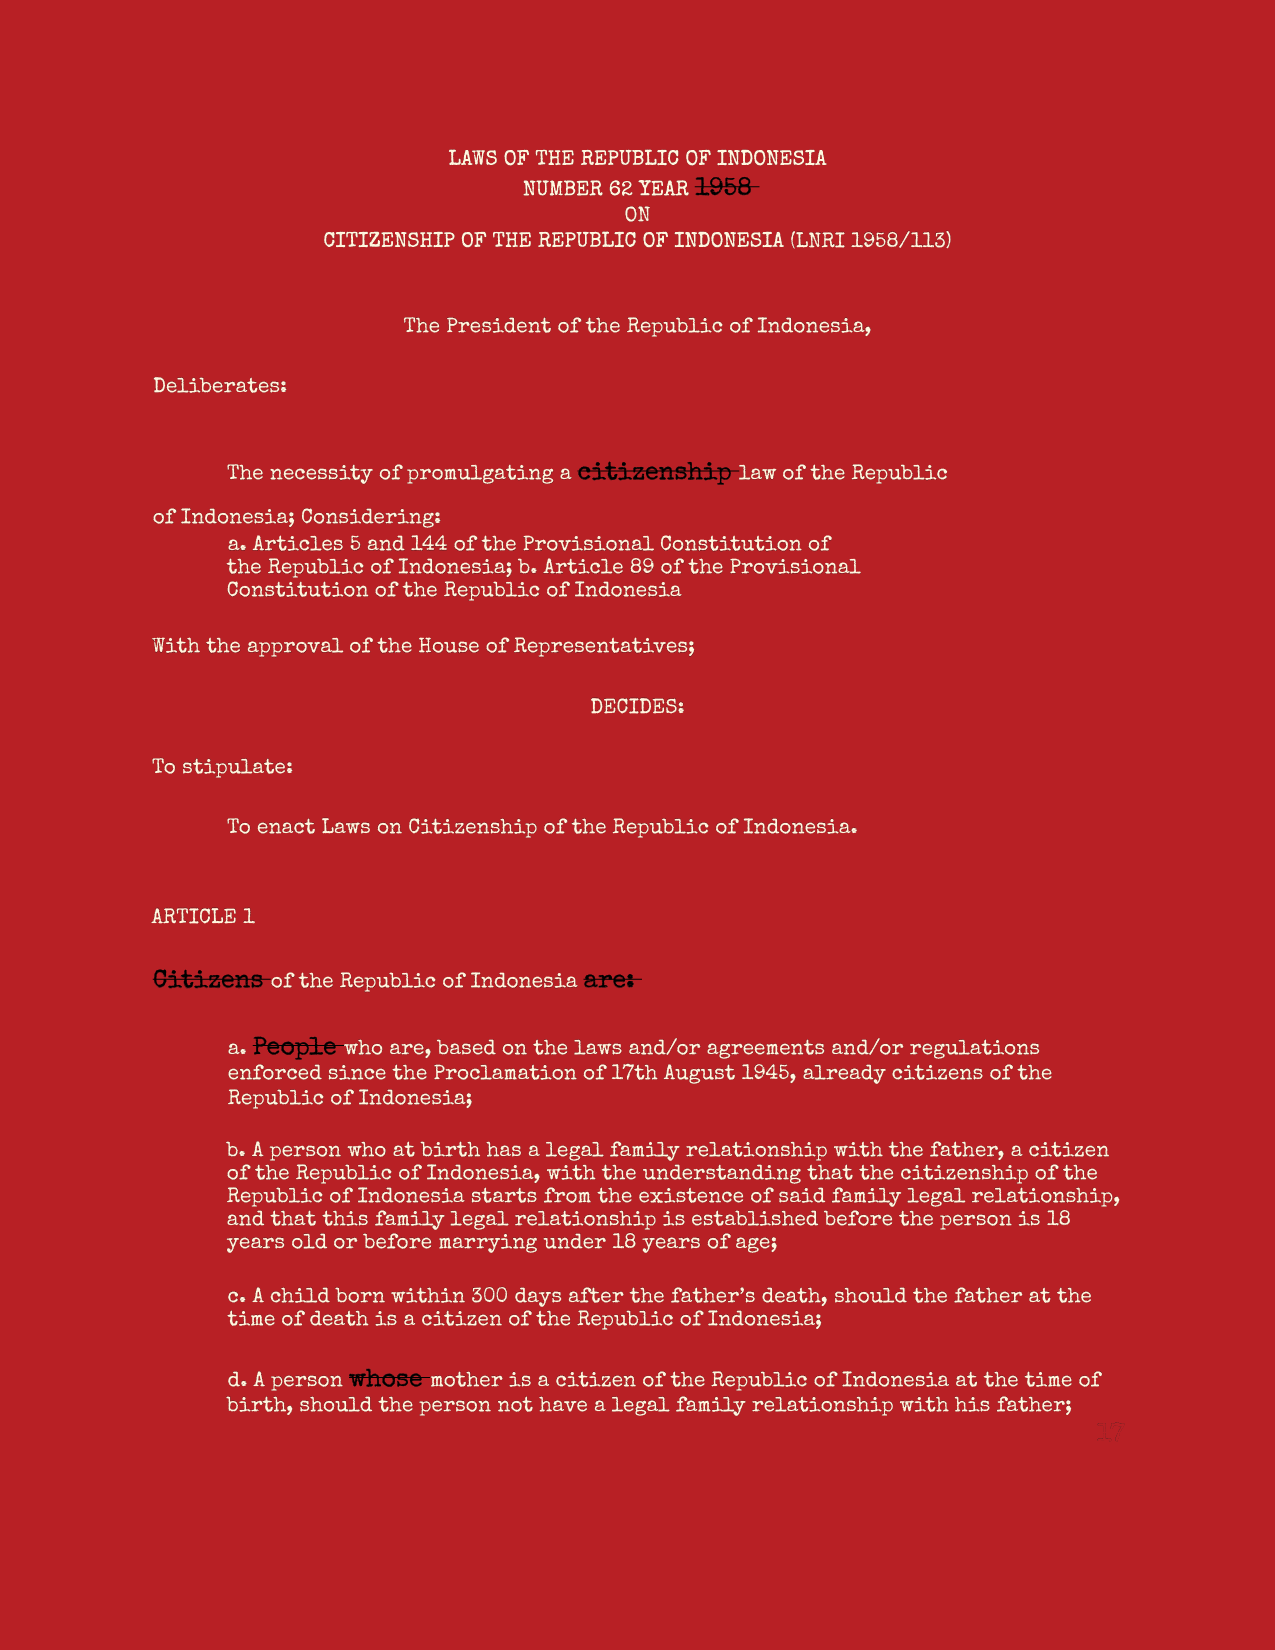 LAWS OF THE REPUBLIC OF INDONESIA
NUMBER 62 YEAR 1958
ON
CITIZENSHIP OF THE REPUBLIC OF INDONESIA (LNRI 1958/113)
The President of the Republic of Indonesia,
Deliberates:
The necessity of promulgating a citizenship law of the Republic
of Indonesia; Considering:
a. Articles 5 and 144 of the Provisional Constitution of
the Republic of Indonesia; b. Article 89 of the Provisional
Constitution of the Republic of Indonesia
With the approval of the House of Representatives;
DECIDES:
To stipulate:
To enact Laws on Citizenship of the Republic of Indonesia.
ARTICLE 1
Citizens of the Republic of Indonesia are:
a. People who are, based on the laws and/or agreements and/or regulations
enforced since the Proclamation of 17th August 1945, already citizens of the
Republic of Indonesia;
b. A person who at birth has a legal family relationship with the father, a citizen
of the Republic of Indonesia, with the understanding that the citizenship of the
Republic of Indonesia starts from the existence of said family legal relationship,
and that this family legal relationship is established before the person is 18
years old or before marrying under 18 years of age;
c. A child born within 300 days after the father's death, should the father at the
time of death is a citizen of the Republic of Indonesia;
d. A person whose mother is a citizen of the Republic of Indonesia at the time of
birth, should the person not have a legal family relationship with his father;
17